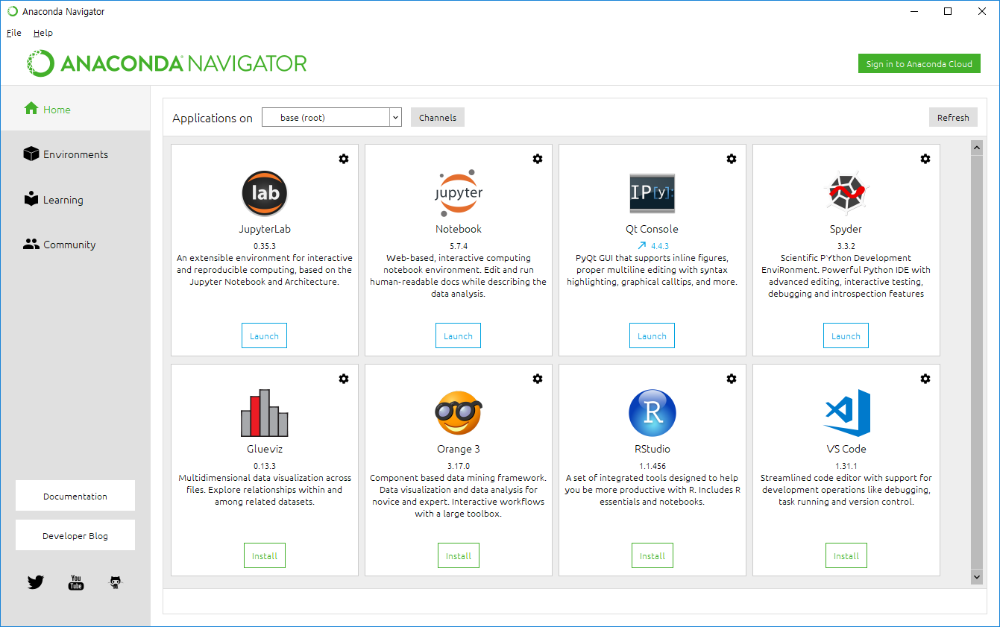 Anaconda Navigator
File Help
ANACONDA NAVIGATOR
Sign in to Anaconda Cloud
Home
Environments
Learning
Community
Documentation
Developer Blog
You
Tube
Applications on base (root) Channels Refresh
lab
JupyterLab
0.35.3
An extensible environment for interactive
and reproducible computing, based on the
Jupyter Notebook and Architecture.
Launch
jupyter
Notebook
5.7.4
Web-based, interactive computing
notebook environment. Edit and run
human-readable docs while describing the
data analysis.
Launch
IP[y]:
Qt Console
4.4.3
PyQt GUI that supports inline figures,
proper multiline editing with syntax
highlighting, graphical calltips, and more.
Launch
Spyder
3.3.2
Scientific PYthon Development
EnviRonment. Powerful Python IDE with
advanced editing, interactive testing,
debugging and introspection features
Launch
Glueviz
0.13.3
Multidimensional data visualization across
files. Explore relationships within and
among related datasets.
Install
Orange 3
3.17.0
Component based data mining framework.
Data visualization and data analysis for
novice and expert. Interactive workflows
with a large toolbox.
Install
R
RStudio
1.1.456
A set of integrated tools designed to help
you be more productive with R. Includes R
essentials and notebooks.
Install
VS Code
1.31.1
Streamlined code editor with support for
development operations like debugging,
task running and version control.
Install